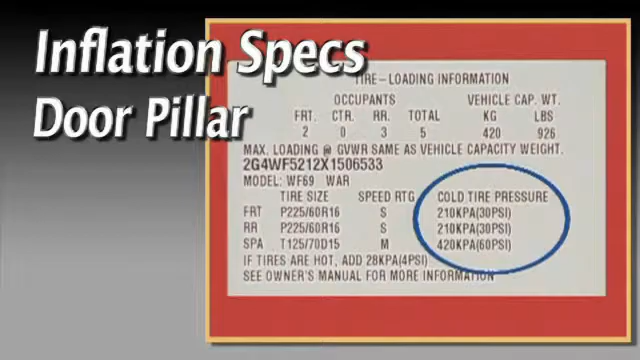 Inflation Specs
Door Pillar
TIRE-LOADING INFORMATION
OCCUPANTS VEHICLE CAP. WT.
FRT. CTR. RR. TOTAL KG LBS
2 0 3 5 420 926
MAX. LOADING @ GVWR SAME AS VEHICLE CAPACITY WEIGHT.
2G4WF5212X1506533
MODEL: WF69 WAR
TIRE SIZE SPEED RTG COLD TIRE PRESSURE
FRT P225/60R16 S 210KPA(30PSI)
RR P225/60R16 S 210KPA(30PSI)
SPA T125/70D15 M 420KPA(60PSI)
IF TIRES ARE HOT, ADD 28KPA(4PSI)
SEE OWNER'S MANUAL FOR MORE INFORMATION